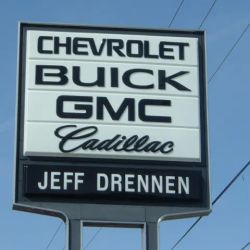 CHEVROLET
BUICK
GMC
Cadillac
JEFF DRENNEN